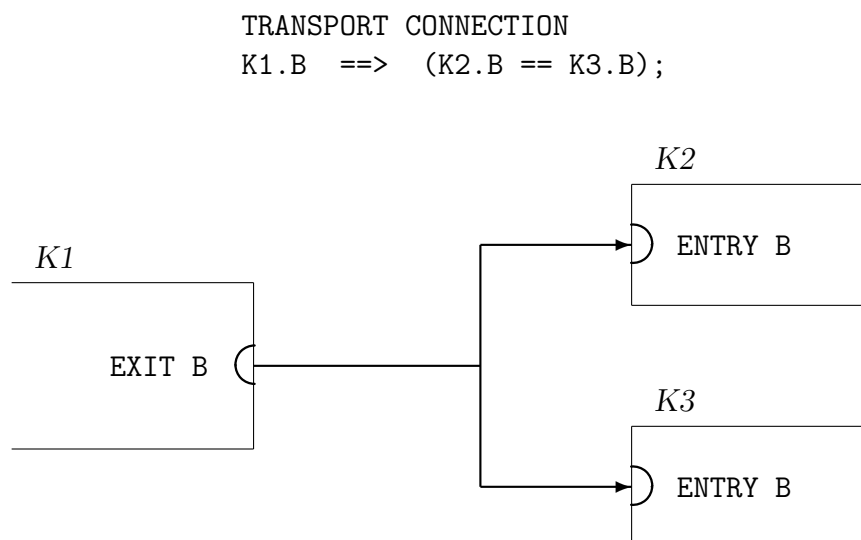 TRANSPORT CONNECTION
K1.B ==> (K2.B == K3.B);
K2
ENTRY B
K1
EXIT B
K3
ENTRY B